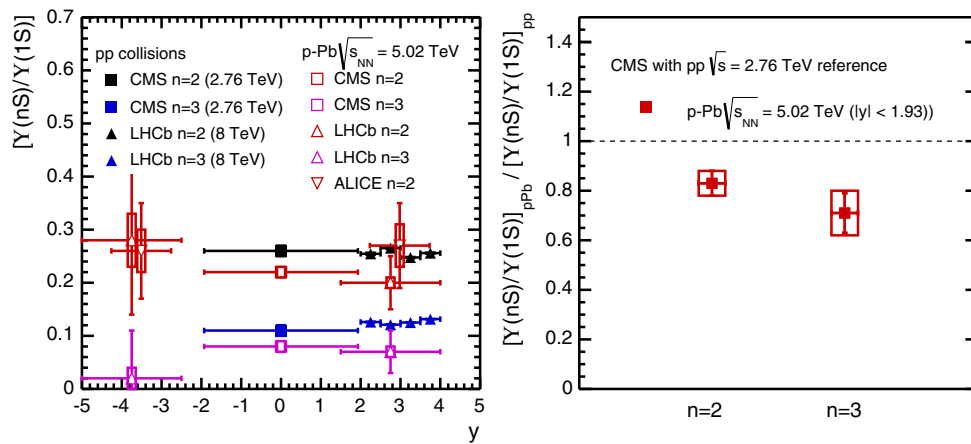 [ϒ(nS)/ϒ(1S)]
0.7
0.6
0.5
0.4
0.3
0.2
0.1
0
pp collisions
CMS n=2 (2.76 TeV)
CMS n=3 (2.76 TeV)
LHCb n=2 (8 TeV)
LHCb n=3 (8 TeV)
p-Pb√sNN = 5.02 TeV
CMS n=2
CMS n=3
LHCb n=2
LHCb n=3
ALICE n=2
-5 -4 -3 -2 -1 0 1 2 3 4 5
y
[ϒ(nS)/ϒ(1S)]pPb / [ϒ(nS)/ϒ(1S)]pp
1.4
1.2
1
0.8
0.6
0.4
0.2
0
CMS with pp √s = 2.76 TeV reference
p-Pb√sNN = 5.02 TeV (|y| < 1.93))
n=2 n=3